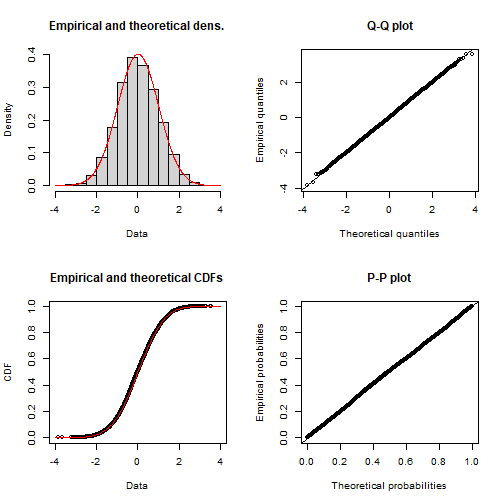 Empirical and theoretical dens.
Density
0.0 0.1 0.2 0.3 0.4
-4 -2 0 2 4
Data
Q-Q plot
Empirical quantiles
-4 -2 0 2
-4 -2 0 2 4
Theoretical quantiles
Empirical and theoretical CDFs
CDF
0.0 0.2 0.4 0.6 0.8 1.0
-4 -2 0 2 4
Data
P-P plot
Empirical probabilities
0.0 0.2 0.4 0.6 0.8 1.0
0.0 0.2 0.4 0.6 0.8 1.0
Theoretical probabilities